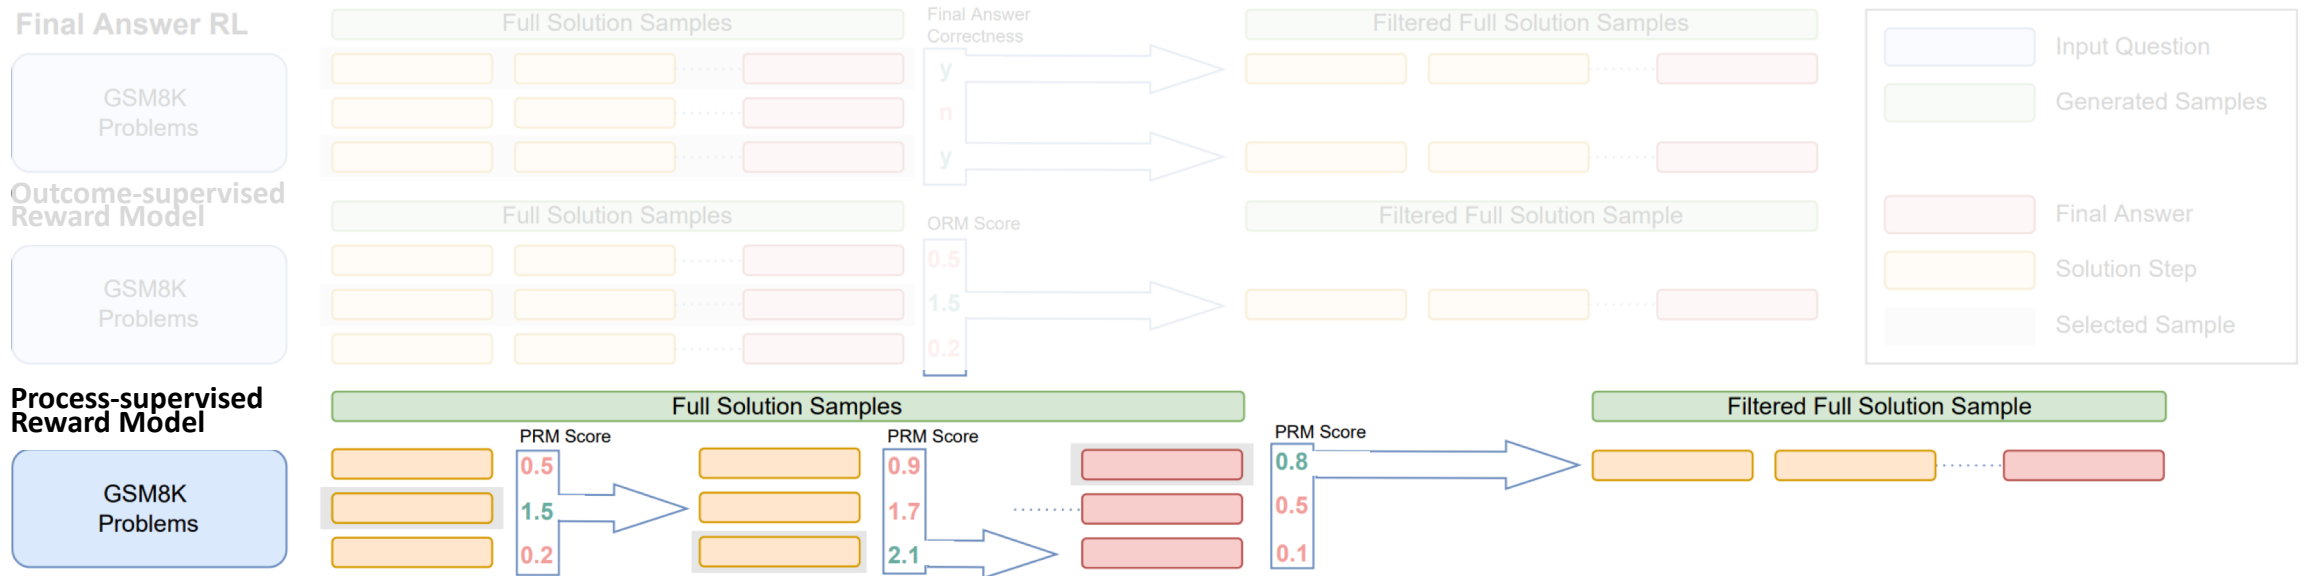 Final Answer RL
Full Solution Samples
Final Answer
Correctness
Filtered Full Solution Samples
GSM8K
Problems
y
n
y
Input Question
Generated Samples
Final Answer
Solution Step
Selected Sample
Outcome-supervised
Reward Model
Full Solution Samples
ORM Score
Filtered Full Solution Sample
GSM8K
Problems
0.5
1.5
0.2
Process-supervised
Reward Model
Full Solution Samples
Filtered Full Solution Sample
GSM8K
Problems
PRM Score
0.5
1.5
0.2
PRM Score
0.9
1.7
2.1
PRM Score
0.8
0.5
0.1